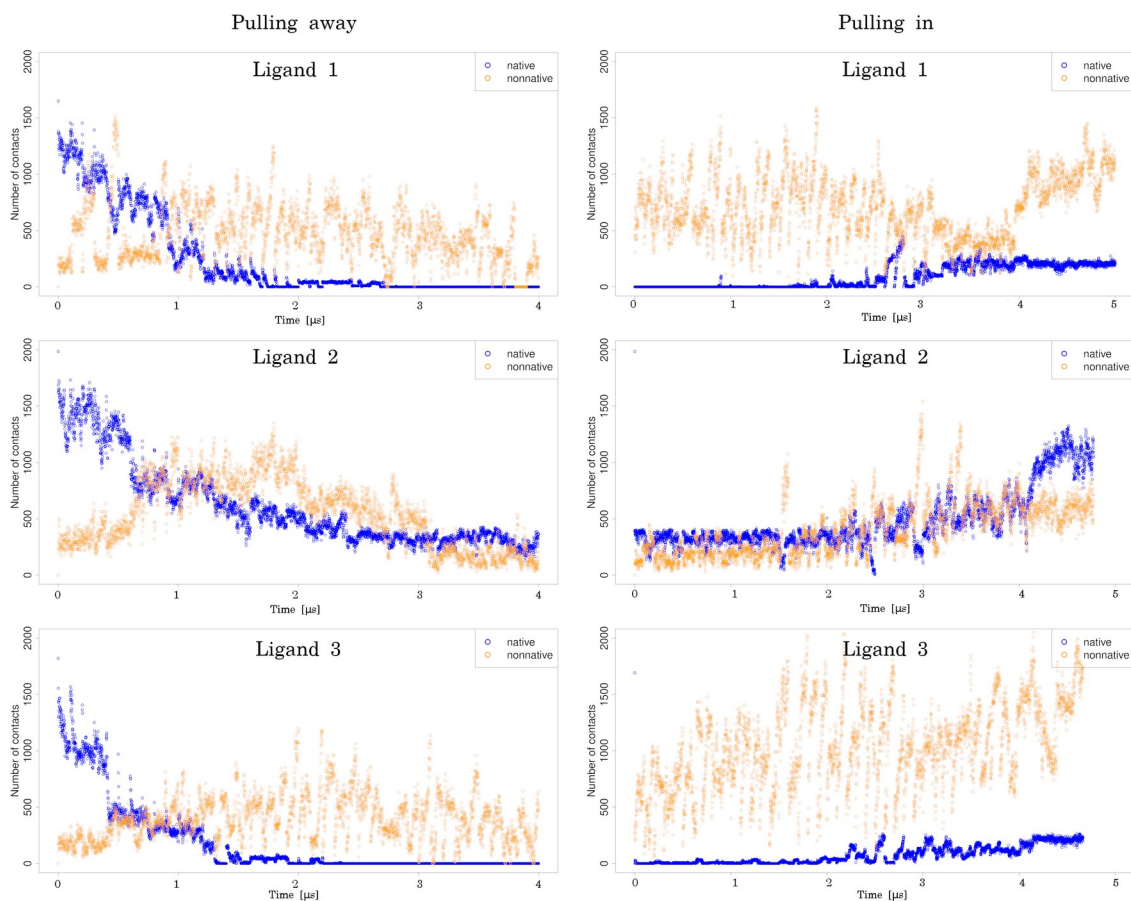 Pulling away
Pulling in
Ligand 1
native
nonnative
Number of contacts
0 500 1000 1500 2000
0 1 2 3 4
Time [μs]
Ligand 1
native
nonnative
Number of contacts
0 500 1000 1500 2000
0 1 2 3 4 5
Time [μs]
Ligand 2
native
nonnative
Number of contacts
0 500 1000 1500 2000
0 1 2 3 4
Time [μs]
Ligand 2
native
nonnative
Number of contacts
0 500 1000 1500 2000
0 1 2 3 4 5
Time [μs]
Ligand 3
native
nonnative
Number of contacts
0 500 1000 1500 2000
0 1 2 3 4
Time [μs]
Ligand 3
native
nonnative
Number of contacts
0 500 1000 1500 2000
0 1 2 3 4 5
Time [μs]